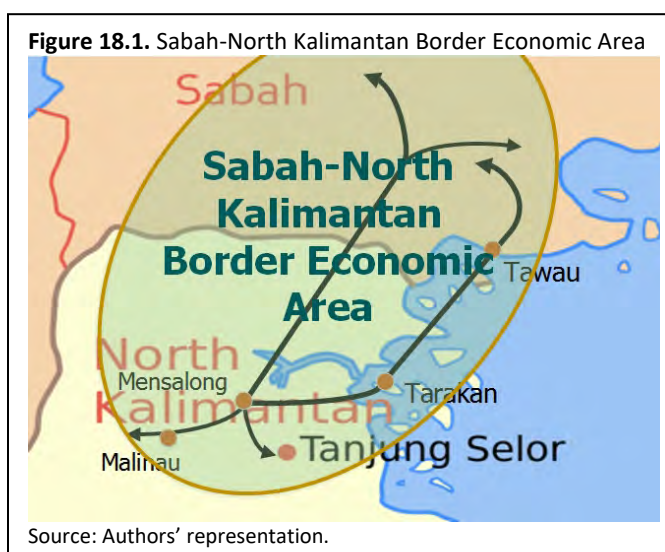 Figure 18.1. Sabah-North Kalimantan Border Economic Area
Sabah
Sabah-North
Kalimantan
Border Economic
Area
Tawau
North
Mensalong
Kalimantan
Tarakan
Malinau
Tanjung Selor
Source: Authors’ representation.